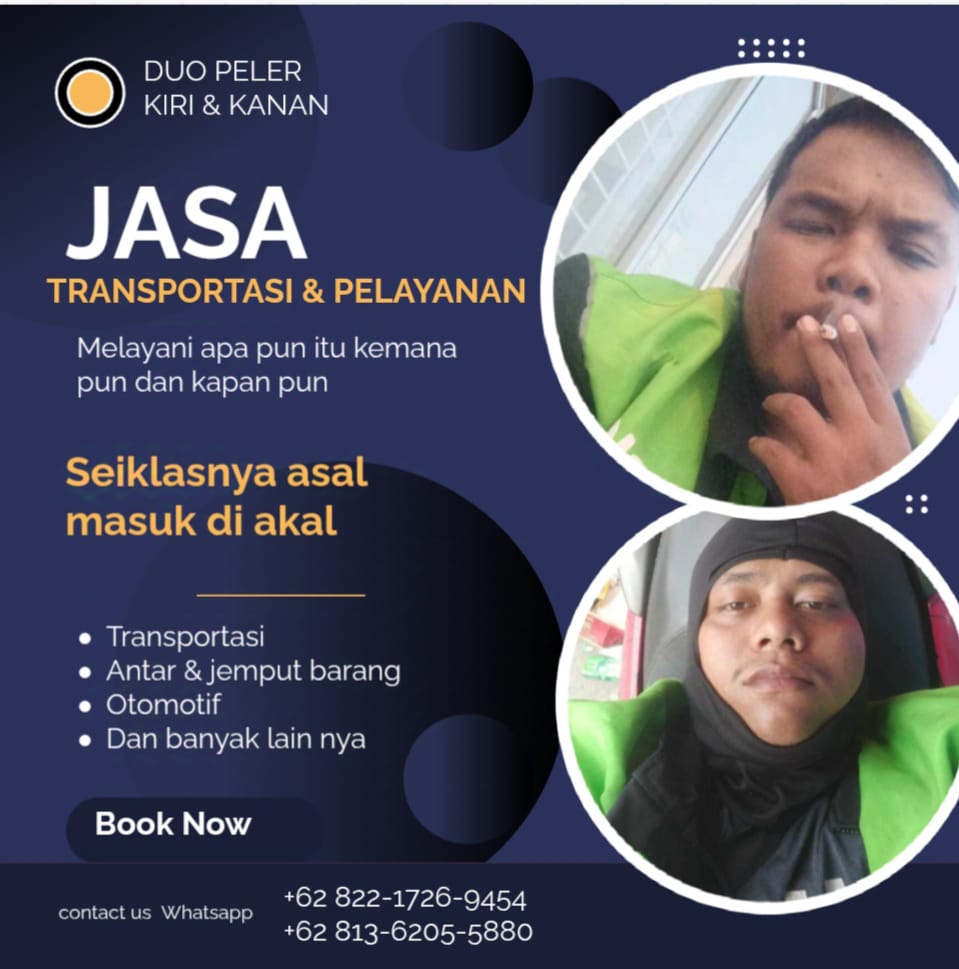 DUO PELER
KIRI & KANAN
JASA
TRANSPORTASI & PELAYANAN
Melayani apa pun itu kemana
pun dan kapan pun
Seiklasnya asal
masuk di akal
Transportasi
Antar & jemput barang
Otomotif
Dan banyak lain nya
Book Now
contact us Whatsapp
+62 822-1726-9454
+62 813-6205-5880